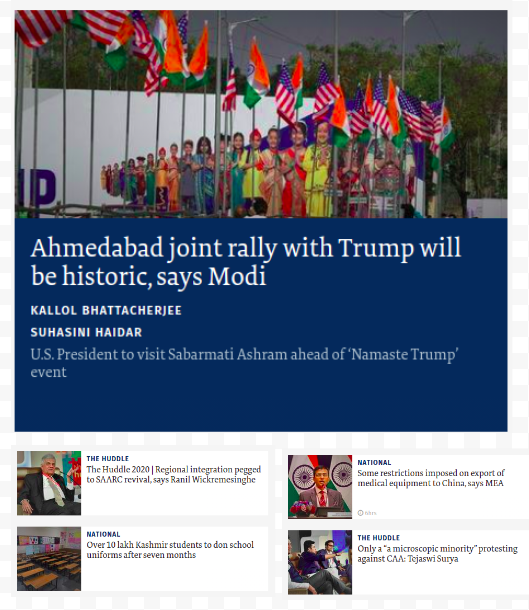 Ahmedabad joint rally with Trump will
be historic, says Modi
KALLOL BHATTACHERJEE
SUHASINI HAIDAR
U.S. President to visit Sabarmati Ashram ahead of ‘Namaste Trump’
event
THE HUDDLE
The Huddle 2020 | Regional integration pegged
to SAARC revival, says Ranil Wickremesinghe
NATIONAL
Over 10 lakh Kashmir students to don school
uniforms after seven months
NATIONAL
Some restrictions imposed on export of
medical equipment to China, says MEA
THE HUDDLE
Only a “a microscopic minority” protesting
against CAA: Tejaswi Surya